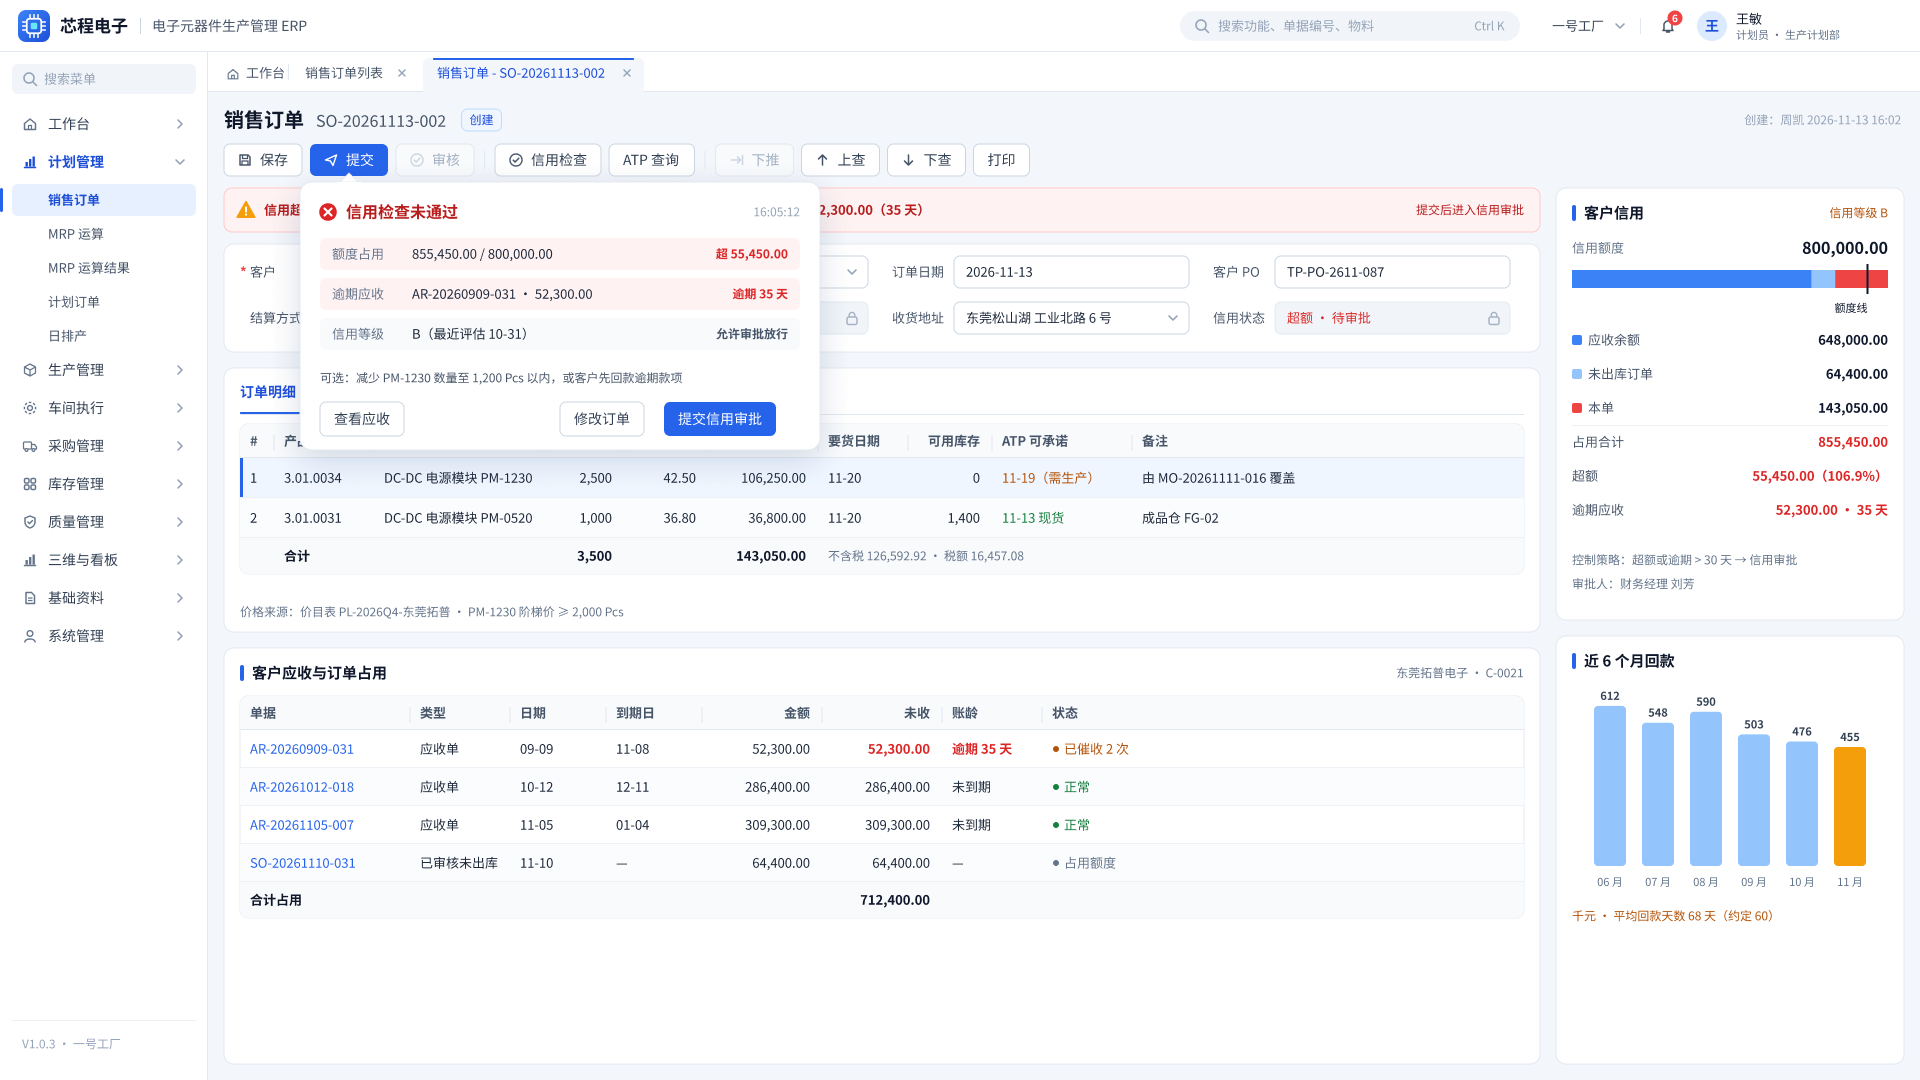 芯程电子 电子元器件生产管理 ERP
搜索功能、单据编号、物料 Ctrl K
一号工厂
6
王
王敏
计划员 · 生产计划部
搜索菜单
工作台
计划管理
销售订单
MRP 运算
MRP 运算结果
计划订单
日排产
生产管理
车间执行
采购管理
库存管理
质量管理
三维与看板
基础资料
系统管理
V1.0.3 · 一号工厂
工作台 销售订单列表 销售订单 - SO-20261113-002
销售订单 SO-20261113-002 创建
创建：周凯 2026-11-13 16:02
保存 提交 审核 信用检查 ATP 查询 下推 上查 下查 打印
信用超 2,300.00（35 天） 提交后进入信用审批
信用检查未通过 16:05:12
额度占用 855,450.00 / 800,000.00 超 55,450.00
逾期应收 AR-20260909-031 · 52,300.00 逾期 35 天
信用等级 B（最近评估 10-31） 允许审批放行
可选：减少 PM-1230 数量至 1,200 Pcs 以内，或客户先回款逾期款项
查看应收 修改订单 提交信用审批
* 客户 订单日期 2026-11-13 客户 PO TP-PO-2611-087
结算方式 收货地址 东莞松山湖 工业北路 6 号 信用状态 超额 · 待审批
订单明细
# 产 要货日期 可用库存 ATP 可承诺 备注
1 3.01.0034 DC-DC 电源模块 PM-1230 2,500 42.50 106,250.00 11-20 0 11-19（需生产） 由 MO-20261111-016 覆盖
2 3.01.0031 DC-DC 电源模块 PM-0520 1,000 36.80 36,800.00 11-20 1,400 11-13 现货 成品仓 FG-02
合计 3,500 143,050.00 不含税 126,592.92 · 税额 16,457.08
价格来源：价目表 PL-2026Q4-东莞拓普 · PM-1230 阶梯价 ≥ 2,000 Pcs
客户应收与订单占用 东莞拓普电子 · C-0021
单据 类型 日期 到期日 金额 未收 账龄 状态
AR-20260909-031 应收单 09-09 11-08 52,300.00 52,300.00 逾期 35 天 已催收 2 次
AR-20261012-018 应收单 10-12 12-11 286,400.00 286,400.00 未到期 正常
AR-20261105-007 应收单 11-05 01-04 309,300.00 309,300.00 未到期 正常
SO-20261110-031 已审核未出库 11-10 — 64,400.00 64,400.00 — 占用额度
合计占用 712,400.00
客户信用 信用等级 B
信用额度 800,000.00
额度线
应收余额 648,000.00
未出库订单 64,400.00
本单 143,050.00
占用合计 855,450.00
超额 55,450.00（106.9%）
逾期应收 52,300.00 · 35 天
控制策略：超额或逾期 > 30 天 → 信用审批
审批人：财务经理 刘芳
近 6 个月回款
612 548 590 503 476 455
06 月 07 月 08 月 09 月 10 月 11 月
千元 · 平均回款天数 68 天（约定 60）